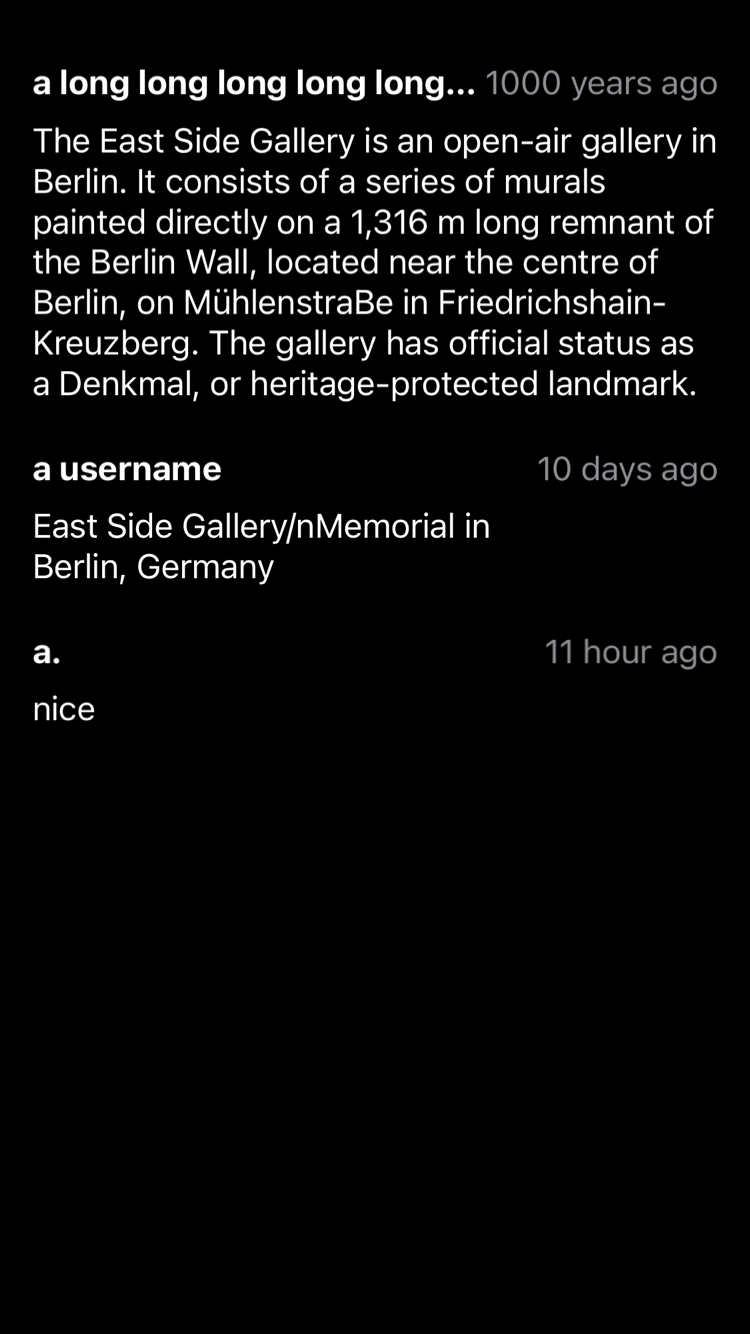 a long long long long long... 1000 years ago
The East Side Gallery is an open-air gallery in
Berlin. It consists of a series of murals
painted directly on a 1,316 m long remnant of
the Berlin Wall, located near the centre of
Berlin, on MühlenstraBe in Friedrichshain-
Kreuzberg. The gallery has official status as
a Denkmal, or heritage-protected landmark.
a username 10 days ago
East Side Gallery/nMemorial in
Berlin, Germany
a. 11 hour ago
nice